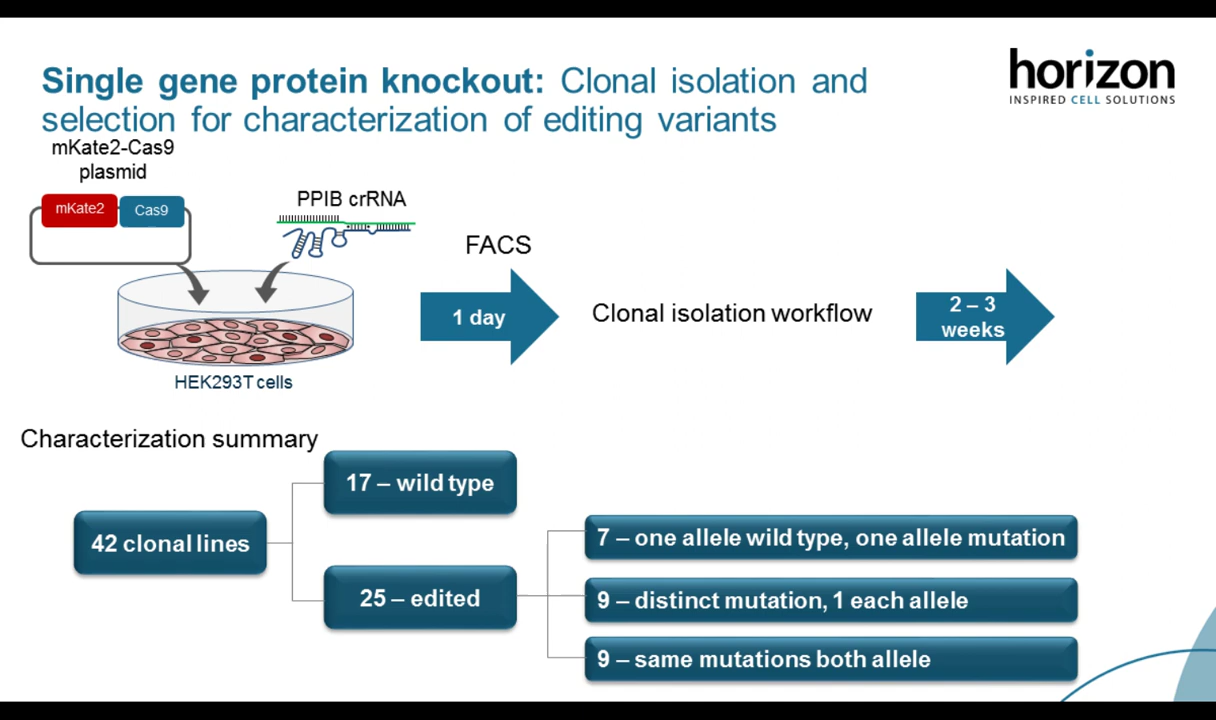 Single gene protein knockout: Clonal isolation and
selection for characterization of editing variants
horizon
INSPIRED CELL SOLUTIONS
mKate2-Cas9
plasmid
mKate2
Cas9
PPIB crRNA
HEK293T cells
FACS
1 day
Clonal isolation workflow
2 – 3
weeks
Characterization summary
42 clonal lines
17 – wild type
25 – edited
7 – one allele wild type, one allele mutation
9 – distinct mutation, 1 each allele
9 – same mutations both allele